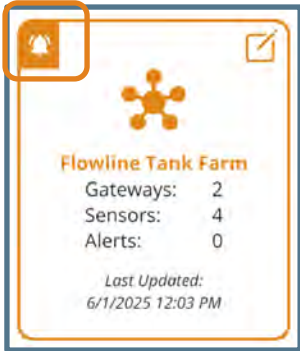 Flowline Tank Farm
Gateways: 2
Sensors: 4
Alerts: 0
Last Updated:
6/1/2025 12:03 PM